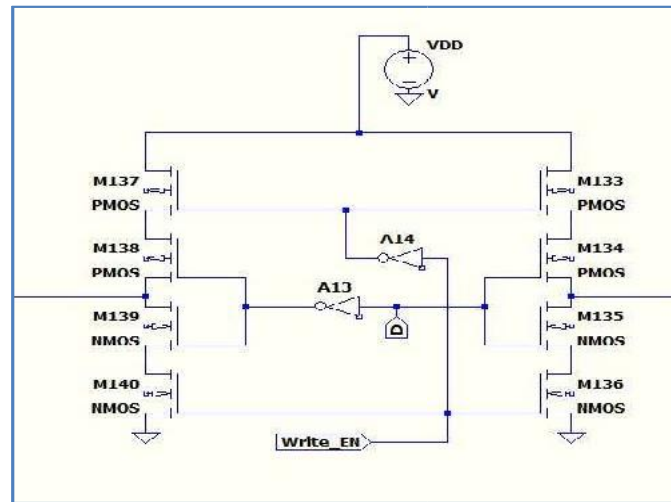 VDD
V
M137
PMOS
M133
PMOS
A14
M138
PMOS
M134
PMOS
A13
D
M139
NMOS
M135
NMOS
M140
NMOS
M136
NMOS
Write_EN